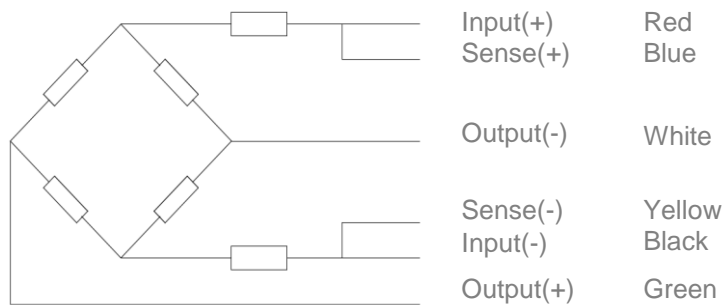 Input(+) Red
Sense(+) Blue
Output(-) White
Sense(-) Yellow
Input(-) Black
Output(+) Green